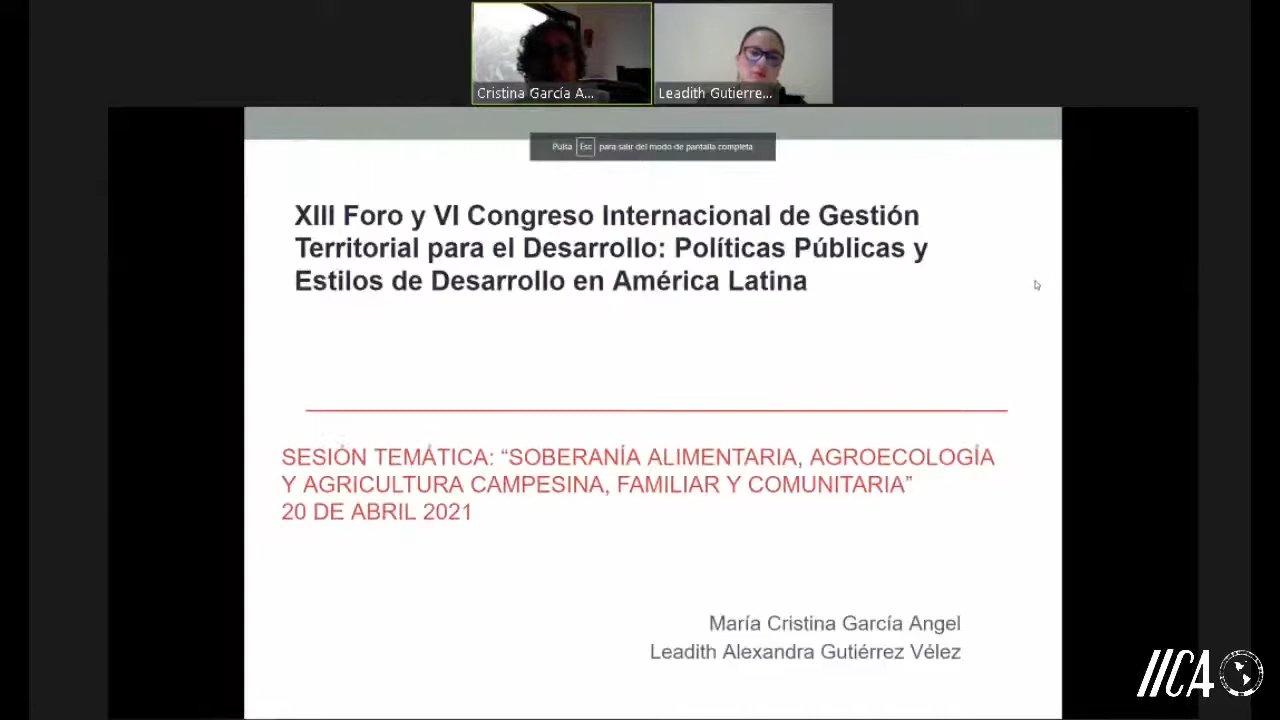 Cristina García A...
Leadith Gutierre...
Pulsa Esc para salir del modo de pantalla completa
XIII Foro y VI Congreso Internacional de Gestión
Territorial para el Desarrollo: Políticas Públicas y
Estilos de Desarrollo en América Latina
SESIÓN TEMÁTICA: “SOBERANÍA ALIMENTARIA, AGROECOLOGÍA
Y AGRICULTURA CAMPESINA, FAMILIAR Y COMUNITARIA”
20 DE ABRIL 2021
María Cristina García Angel
Leadith Alexandra Gutiérrez Vélez
IICA